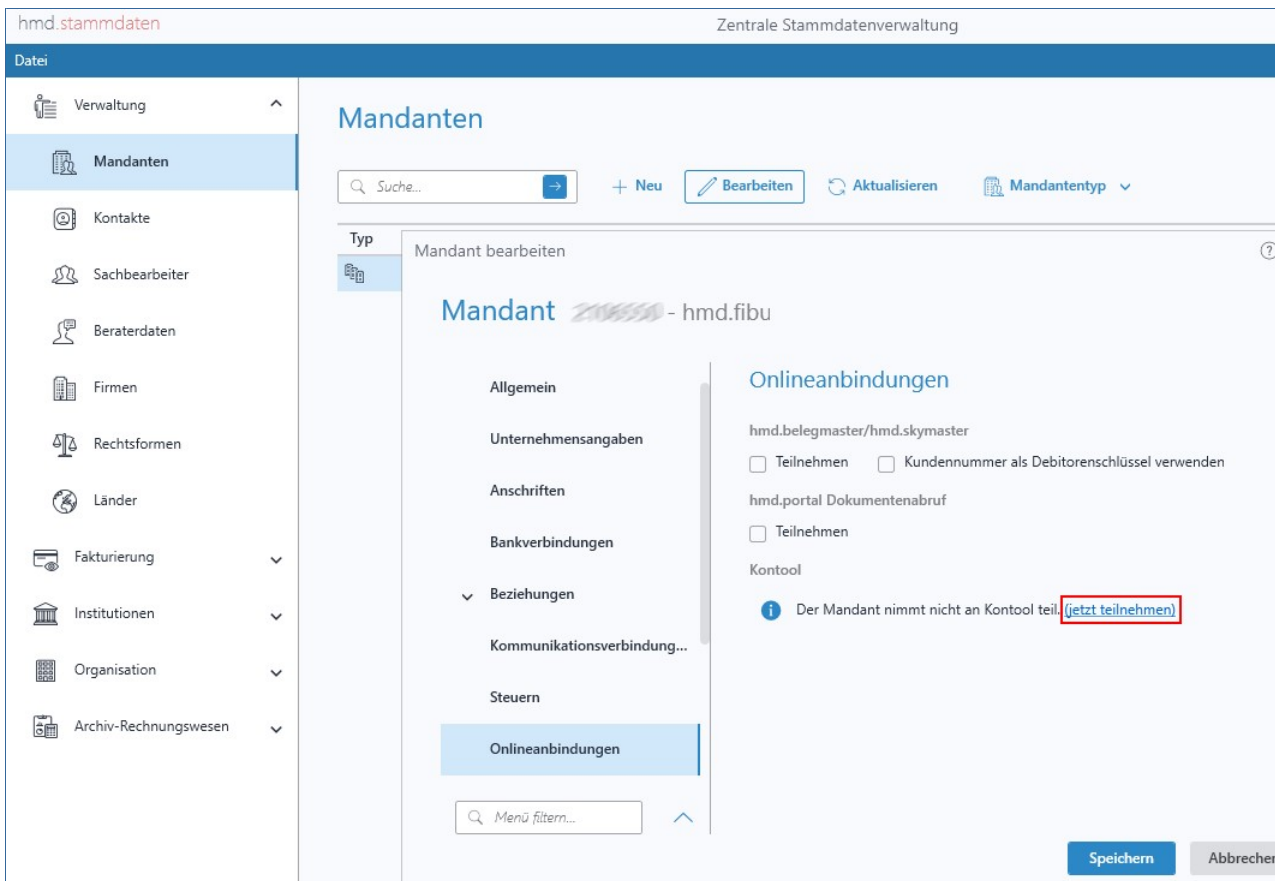 hmd.stammdaten
Zentrale Stammdatenverwaltung
Datei
Verwaltung
Mandanten
Kontakte
Sachbearbeiter
Beraterdaten
Firmen
Rechtsformen
Länder
Fakturierung
Institutionen
Organisation
Archiv-Rechnungswesen
Mandanten
Suche...
Neu
Bearbeiten
Aktualisieren
Mandantentyp
Typ
Mandant bearbeiten
Mandant - hmd.fibu
Allgemein
Unternehmensangaben
Anschriften
Bankverbindungen
Beziehungen
Kommunikationsverbindung...
Steuern
Onlineanbindungen
Menü filtern...
Onlineanbindungen
hmd.belegmaster/hmd.skymaster
Teilnehmen Kundennummer als Debitorenschlüssel verwenden
hmd.portal Dokumentenabruf
Teilnehmen
Kontool
Der Mandant nimmt nicht an Kontool teil. (jetzt teilnehmen)
Speichern
Abbrechen